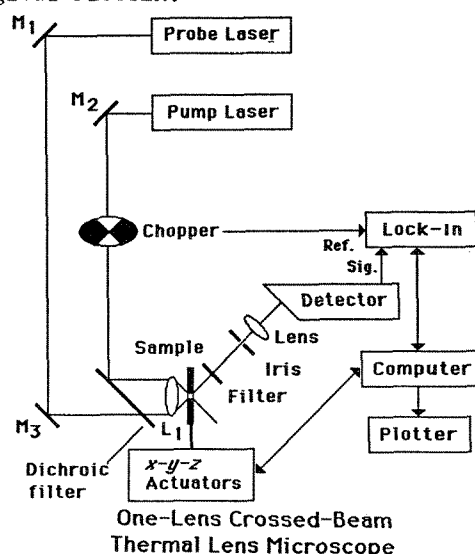 M1
Probe Laser
M2
Pump Laser
Chopper
Lock-In
Ref.
Sig.
Detector
Lens
Sample
Iris
Filter
Computer
M3
L1
Plotter
Dichroic
filter
x-y-z
Actuators
One-Lens Crossed-Beam
Thermal Lens Microscope